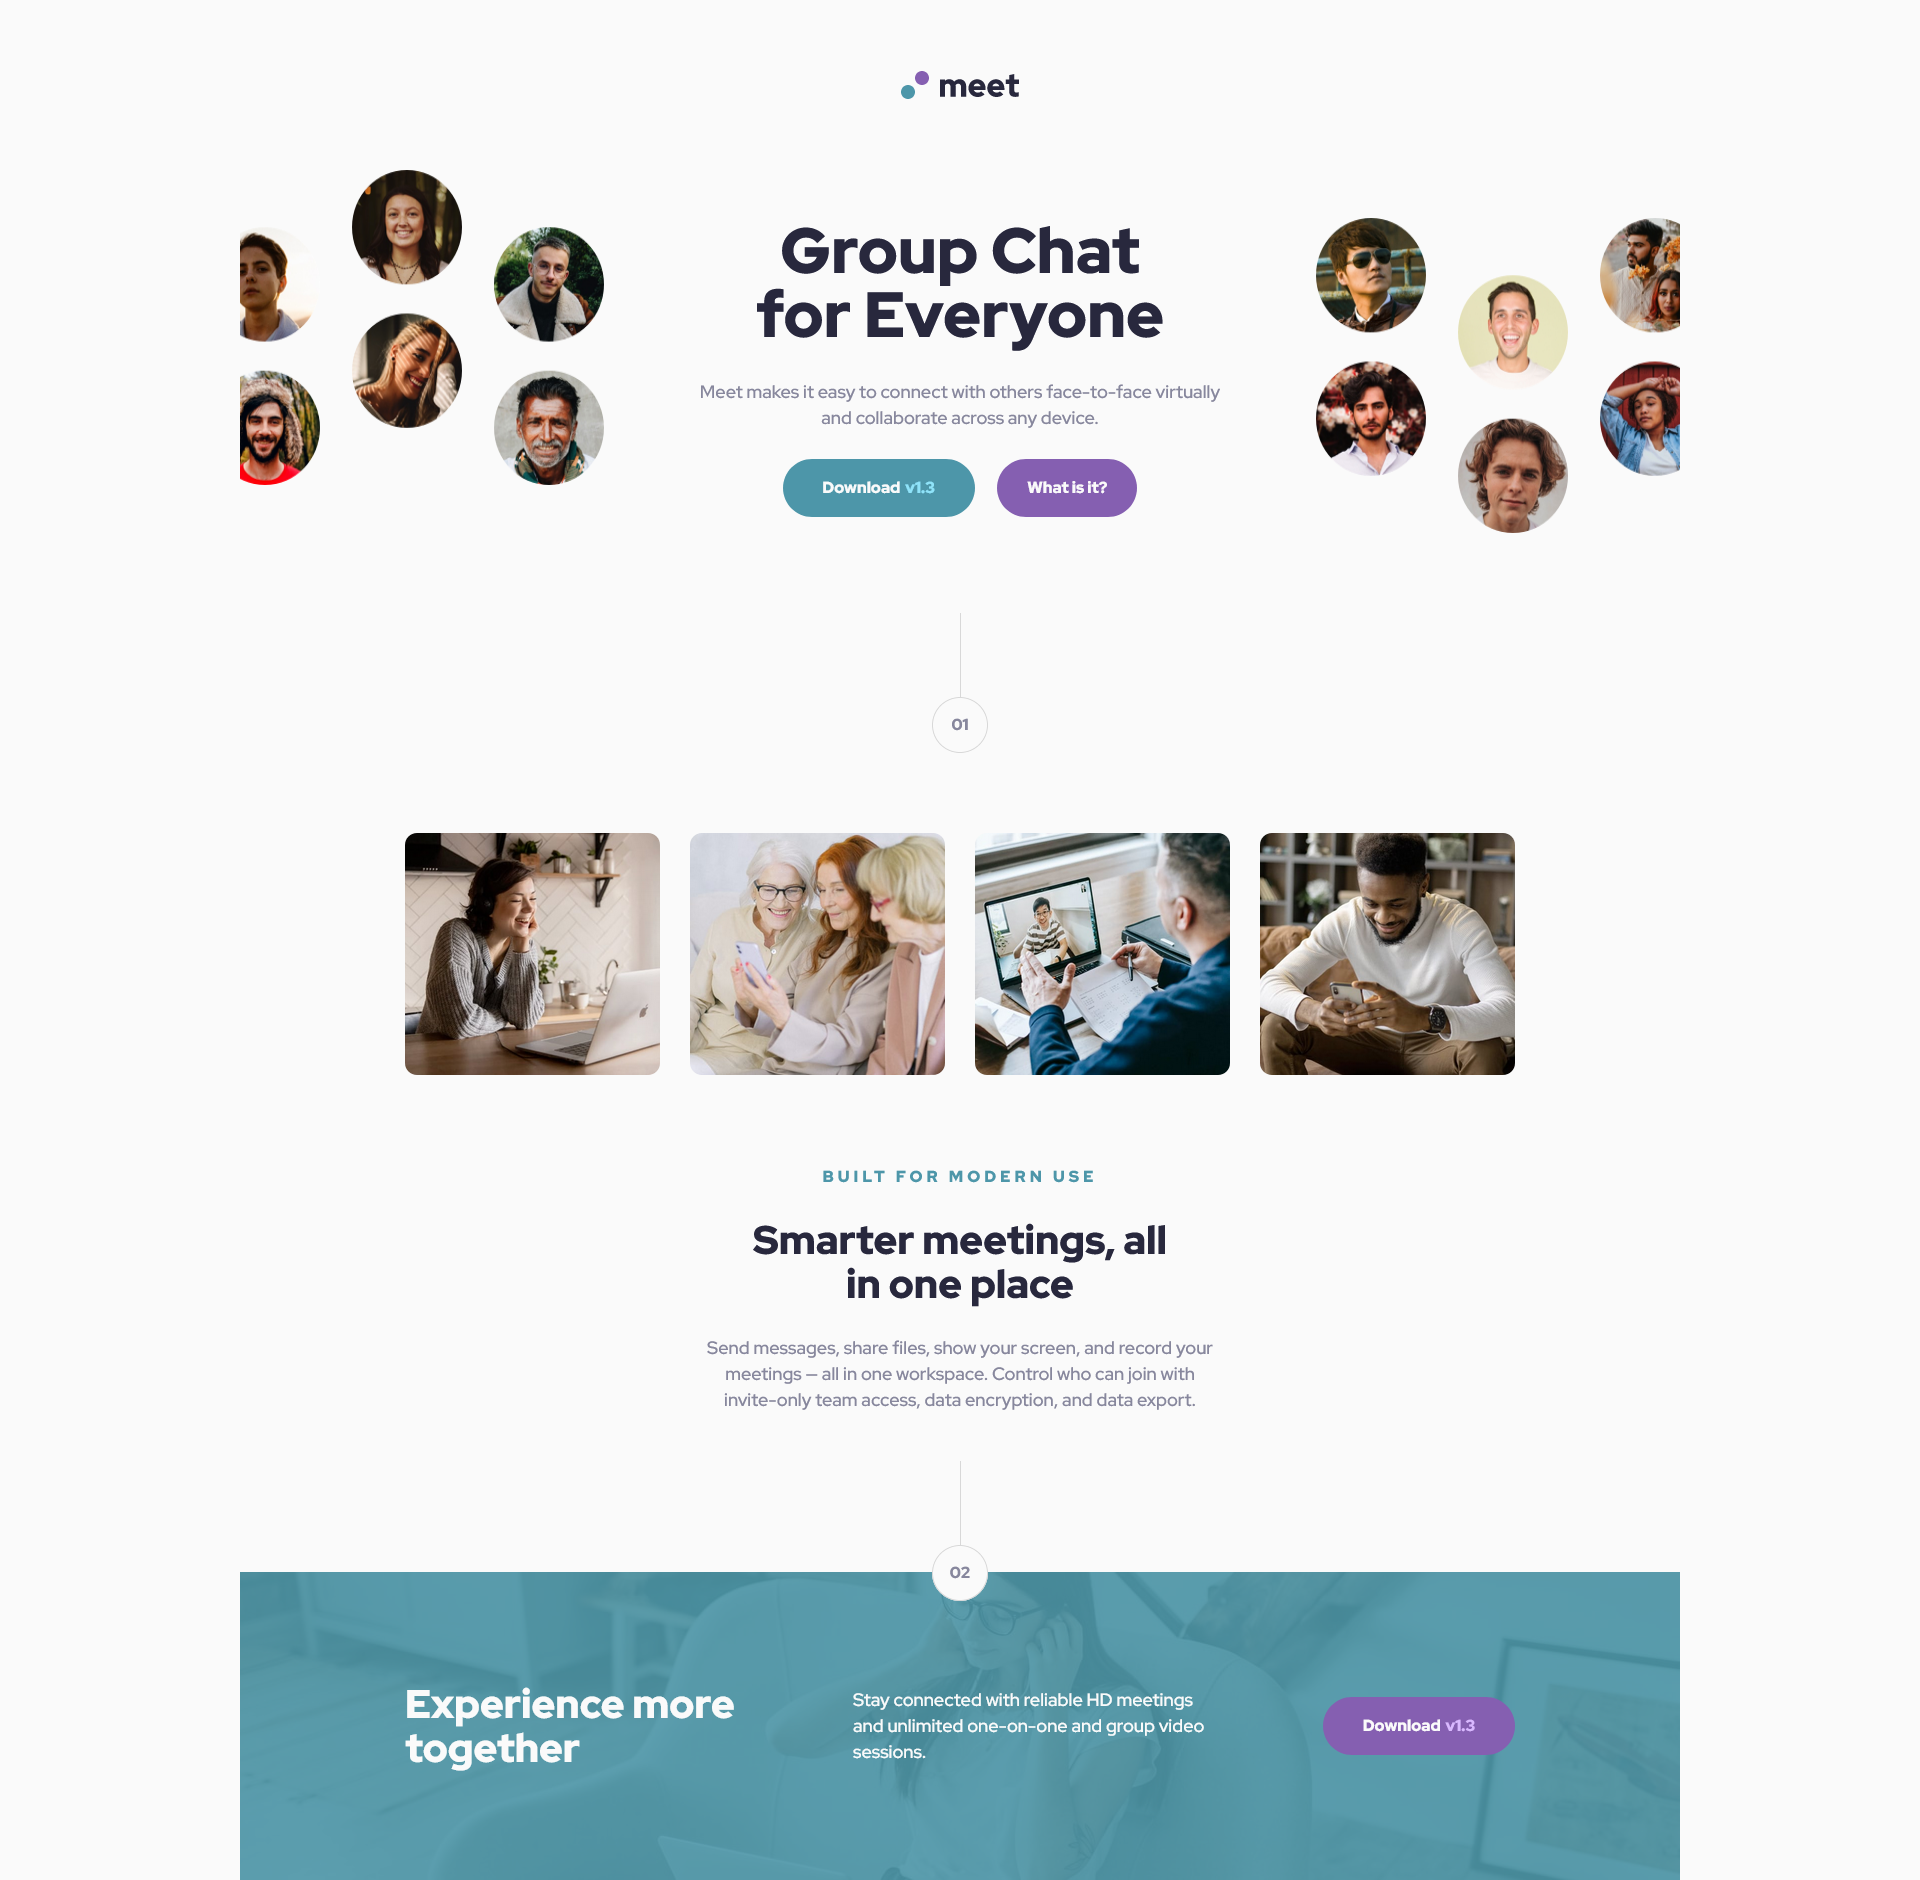 meet
Group Chat
for Everyone
Meet makes it easy to connect with others face-to-face virtually
and collaborate across any device.
Download v1.3
What is it?
01
BUILT FOR MODERN USE
Smarter meetings, all
in one place
Send messages, share files, show your screen, and record your
meetings — all in one workspace. Control who can join with
invite-only team access, data encryption, and data export.
02
Experience more
together
Stay connected with reliable HD meetings
and unlimited one-on-one and group video
sessions.
Download v1.3